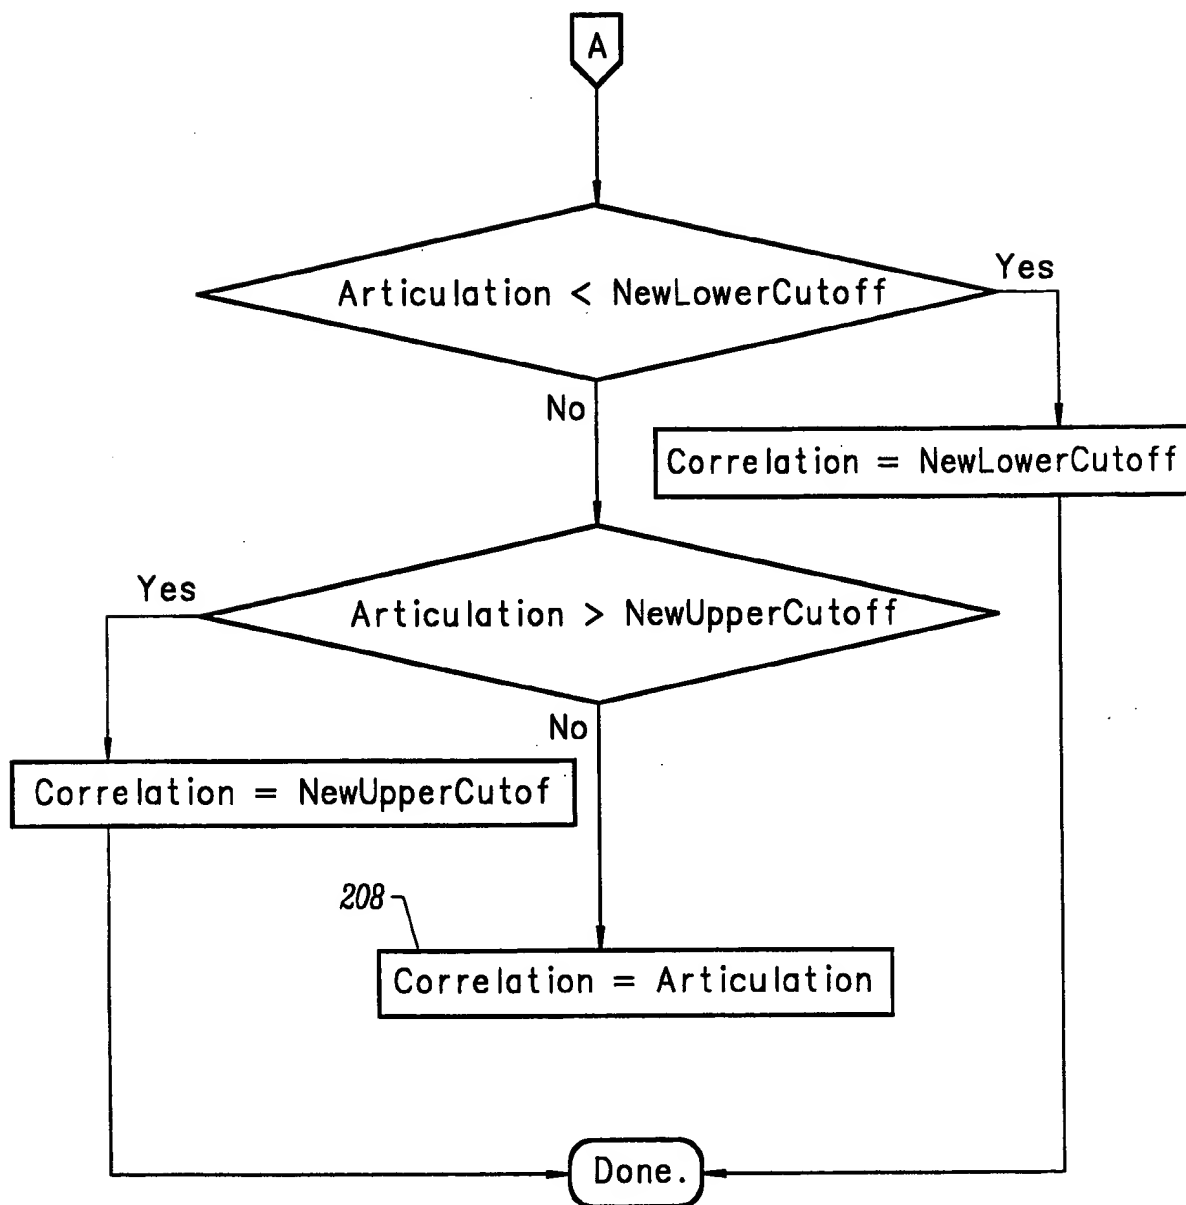 A
Articulation < NewLowerCutoff
Yes
No
Correlation = NewLowerCutoff
Yes
Articulation > NewUpperCutoff
No
Correlation = NewUpperCutof
208
Correlation = Articulation
Done.